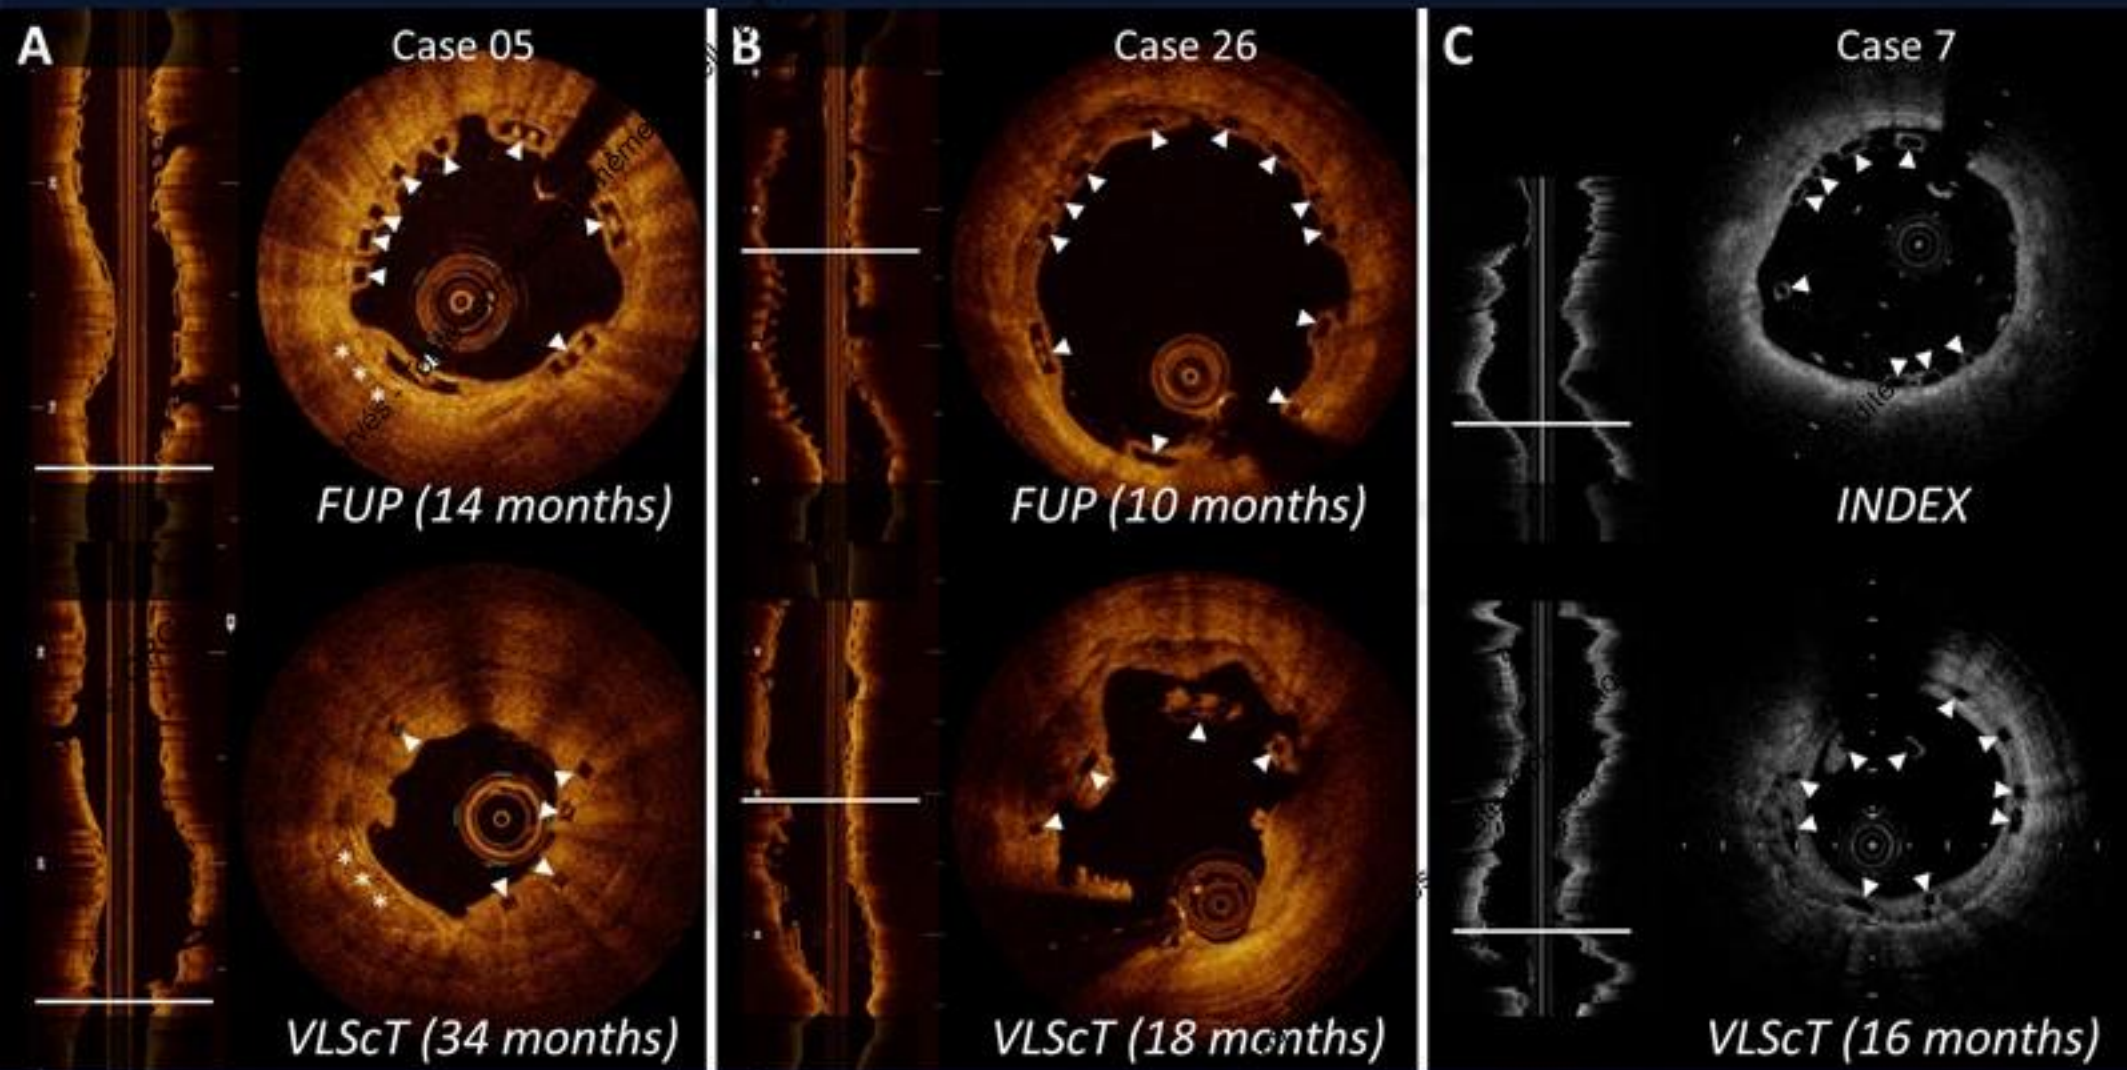 A
Case 05
FUP (14 months)
VLScT (34 months)
B
Case 26
FUP (10 months)
VLScT (18 months)
C
Case 7
INDEX
VLScT (16 months)